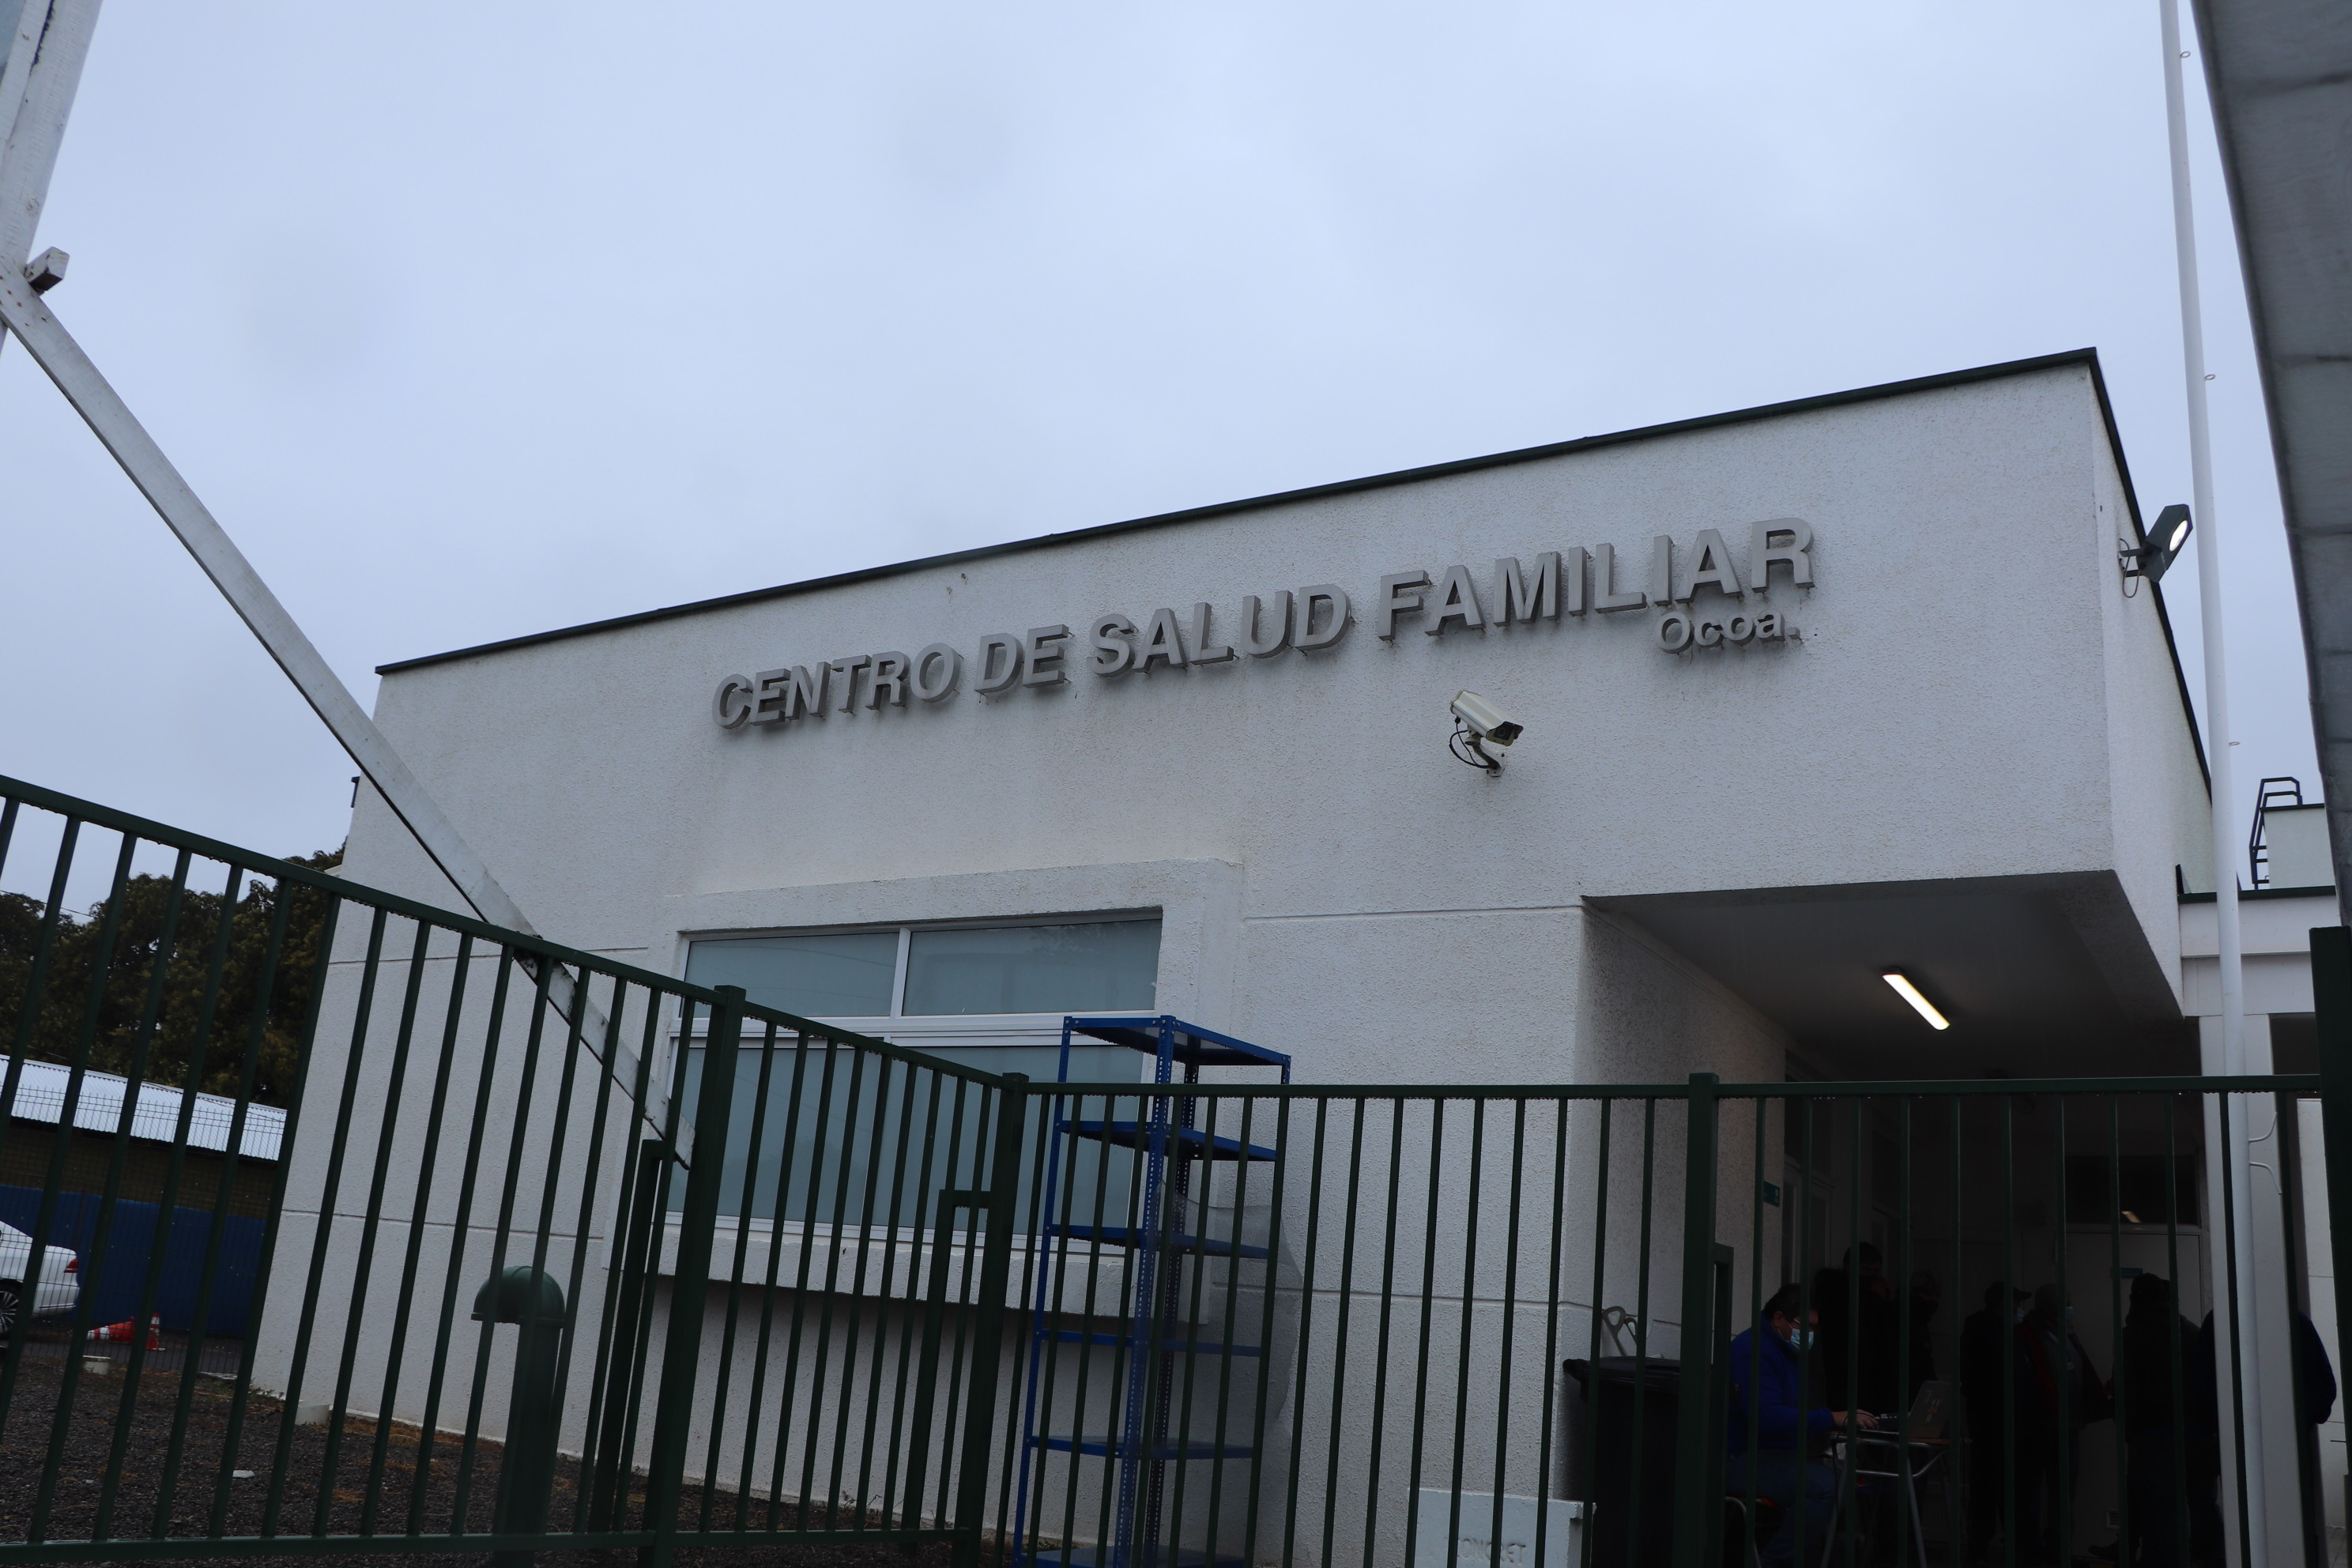 CENTRO DE SALUD FAMILIAR
Ocoa.